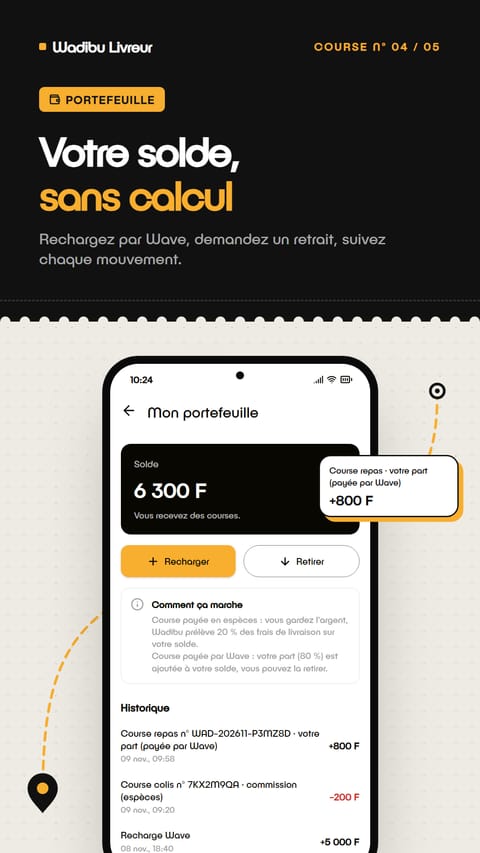 Wadibu Livreur
COURSE N° 04 / 05
PORTEFEUILLE
Votre solde,
sans calcul
Rechargez par Wave, demandez un retrait, suivez
chaque mouvement.
10:24
Mon portefeuille
Solde
6 300 F
Vous recevez des courses.
Course repas · votre part
(payée par Wave)
+800 F
Recharger
Retirer
Comment ça marche
Course payée en espèces : vous gardez l'argent,
Wadibu prélève 20 % des frais de livraison sur
votre solde.
Course payée par Wave : votre part (80 %) est
ajoutée à votre solde, vous pouvez la retirer.
Historique
Course repas n° WAD-202611-P3MZ8D · votre
part (payée par Wave)
+800 F
09 nov., 09:58
Course colis n° 7KX2M9QA · commission
(espèces)
-200 F
09 nov., 09:20
Recharge Wave
+5 000 F
08 nov., 18:40